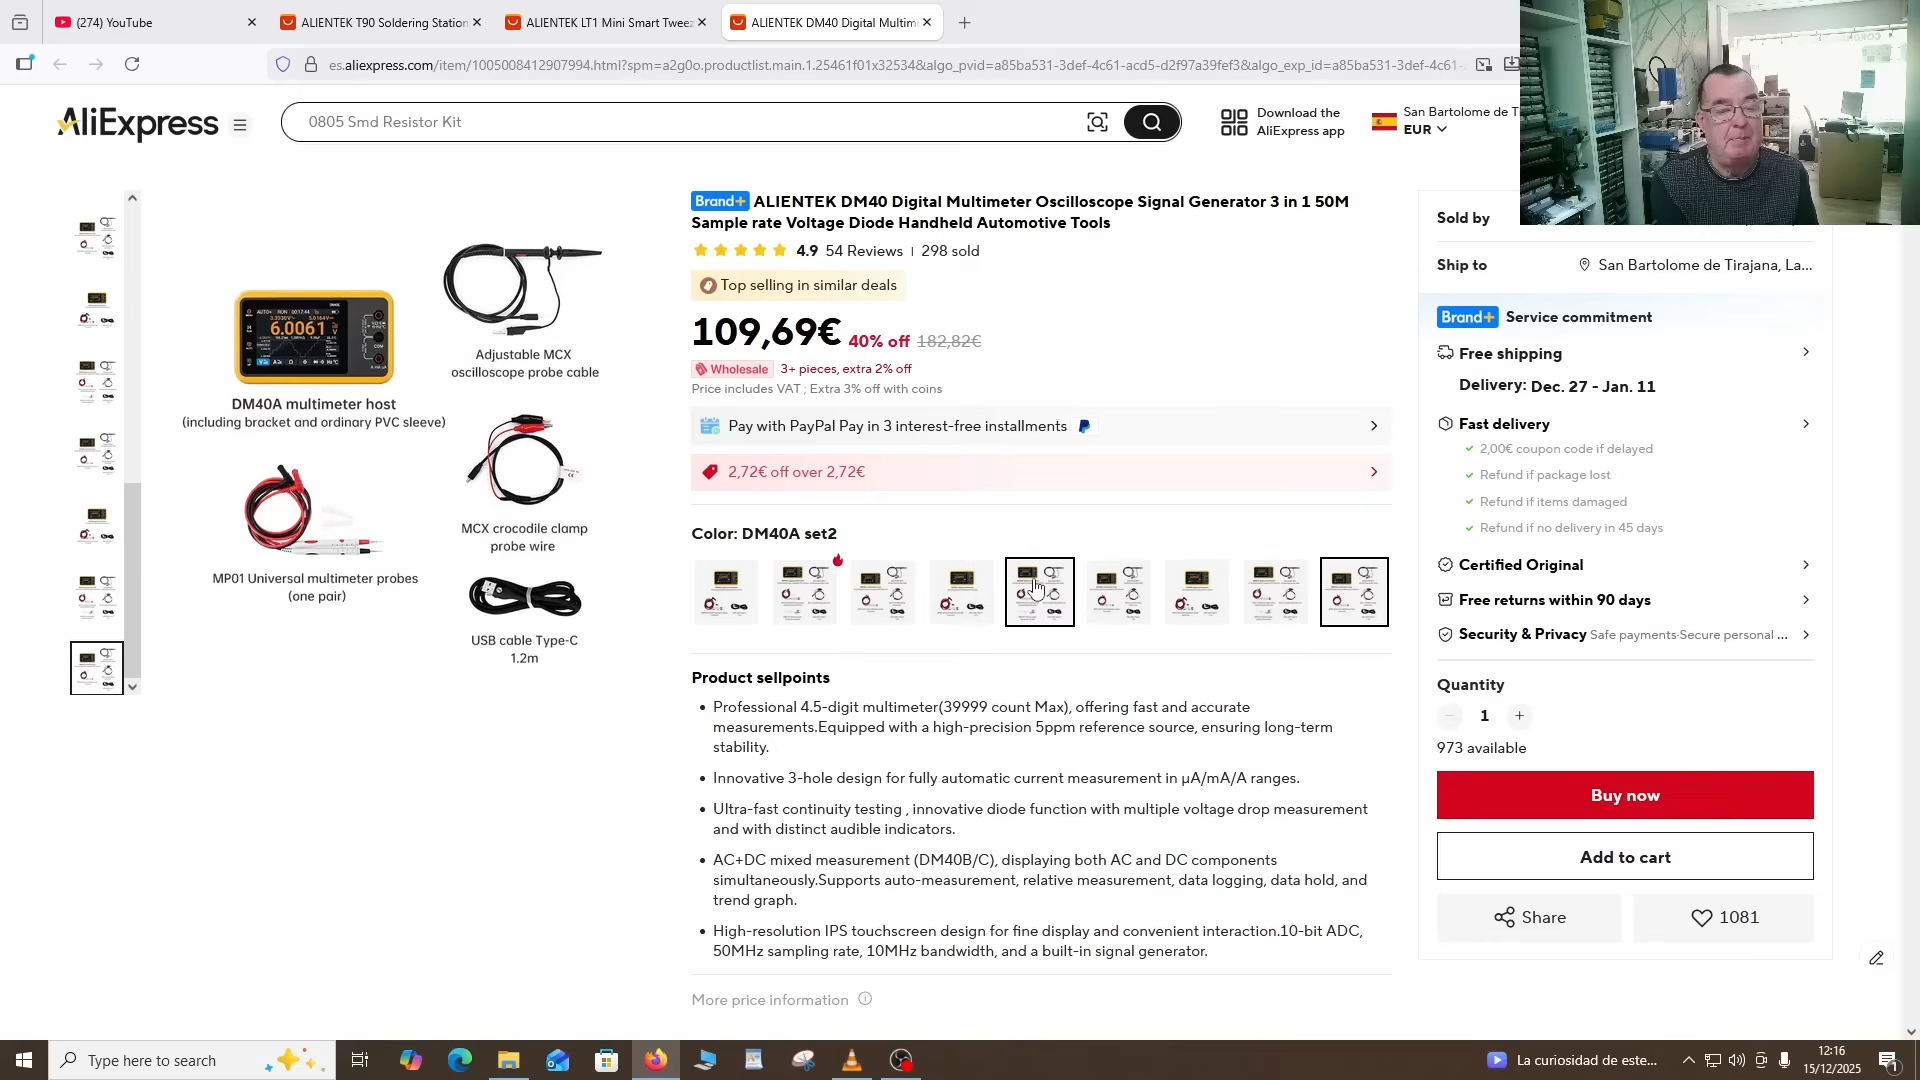 (274) YouTube
ALIENTEK T90 Soldering Station
ALIENTEK LT1 Mini Smart Tweez
ALIENTEK DM40 Digital Multim
es.aliexpress.com/item/1005008412907994.html?spm=a2g0o.productlist.main.1.25461f01x32534&algo_pvid=a85ba531-3def-4c61-acd5-d2f97a39fef3&algo_exp_id=a85ba531-3def-4c61-
AliExpress
0805 Smd Resistor Kit
Download the
AliExpress app
San Bartolome de T
EUR
Adjustable MCX
oscilloscope probe cable
6.0061
DM40A multimeter host
(including bracket and ordinary PVC sleeve)
MCX crocodile clamp
probe wire
MP01 Universal multimeter probes
(one pair)
USB cable Type-C
1.2m
Brand+ ALIENTEK DM40 Digital Multimeter Oscilloscope Signal Generator 3 in 1 50M
Sample rate Voltage Diode Handheld Automotive Tools
4.9 54 Reviews | 298 sold
Top selling in similar deals
109,69€ 40% off 182,82€
Wholesale 3+ pieces, extra 2% off
Price includes VAT ; Extra 3% off with coins
Pay with PayPal Pay in 3 interest-free installments
2,72€ off over 2,72€
Color: DM40A set2
Product sellpoints
Professional 4.5-digit multimeter(39999 count Max), offering fast and accurate
measurements.Equipped with a high-precision 5ppm reference source, ensuring long-term
stability.
Innovative 3-hole design for fully automatic current measurement in μA/mA/A ranges.
Ultra-fast continuity testing , innovative diode function with multiple voltage drop measurement
and with distinct audible indicators.
AC+DC mixed measurement (DM40B/C), displaying both AC and DC components
simultaneously.Supports auto-measurement, relative measurement, data logging, data hold, and
trend graph.
High-resolution IPS touchscreen design for fine display and convenient interaction.10-bit ADC,
50MHz sampling rate, 10MHz bandwidth, and a built-in signal generator.
More price information
Sold by
Ship to
San Bartolome de Tirajana, La...
Brand+ Service commitment
Free shipping
Delivery: Dec. 27 - Jan. 11
Fast delivery
2,00€ coupon code if delayed
Refund if package lost
Refund if items damaged
Refund if no delivery in 45 days
Certified Original
Free returns within 90 days
Security & Privacy Safe payments·Secure personal ...
Quantity
1
973 available
Buy now
Add to cart
Share
1081
Type here to search
La curiosidad de este...
12:16
15/12/2025
1